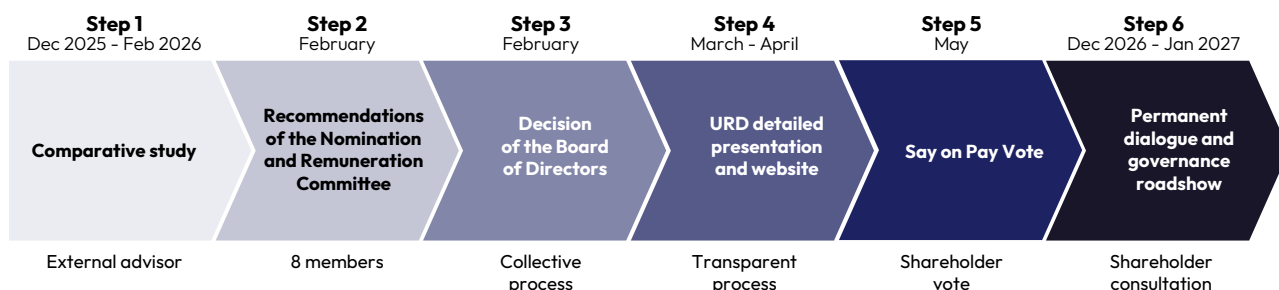 Step 1
Dec 2025 - Feb 2026
Step 2
February
Step 3
February
Step 4
March - April
Step 5
May
Step 6
Dec 2026 - Jan 2027
Comparative study
Recommendations
of the Nomination
and Remuneration
Committee
Decision
of the Board
of Directors
URD detailed
presentation
and website
Say on Pay Vote
Permanent
dialogue and
governance
roadshow
External advisor
8 members
Collective
process
Transparent
process
Shareholder
vote
Shareholder
consultation